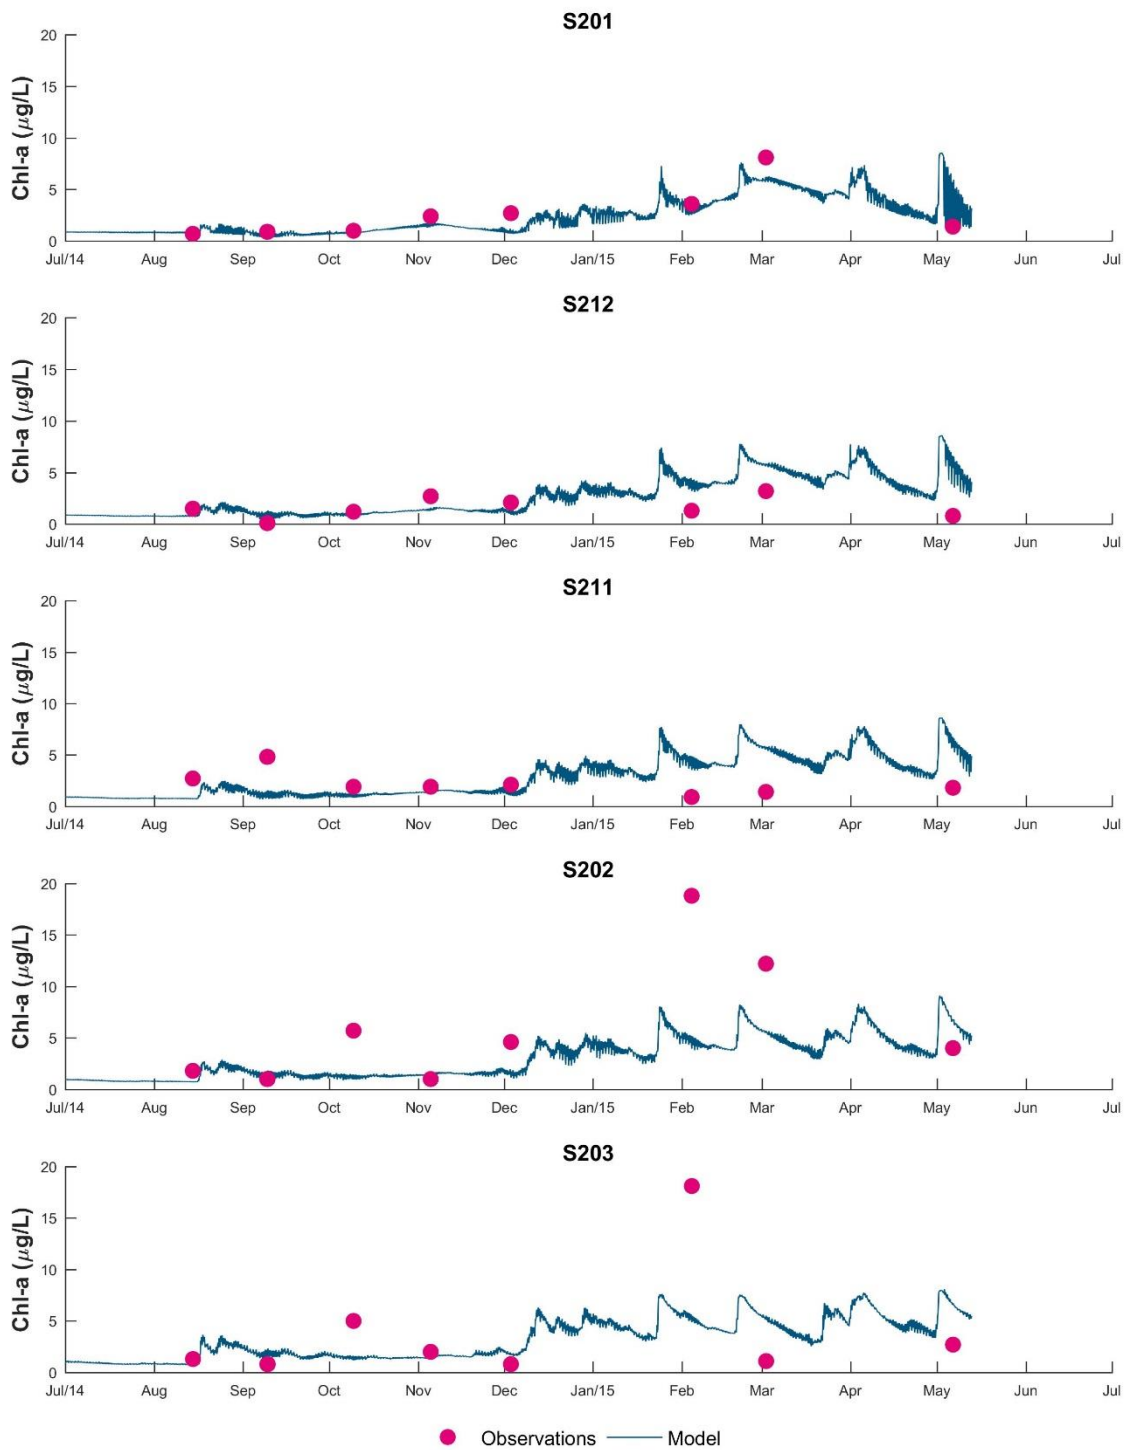 S201
20
15
10
5
0
Chl-a (μg/L)
Jul/14 Aug Sep Oct Nov Dec Jan/15 Feb Mar Apr May Jun Jul
S212
20
15
10
5
0
Chl-a (μg/L)
Jul/14 Aug Sep Oct Nov Dec Jan/15 Feb Mar Apr May Jun Jul
S211
20
15
10
5
0
Chl-a (μg/L)
Jul/14 Aug Sep Oct Nov Dec Jan/15 Feb Mar Apr May Jun Jul
S202
20
15
10
5
0
Chl-a (μg/L)
Jul/14 Aug Sep Oct Nov Dec Jan/15 Feb Mar Apr May Jun Jul
S203
20
15
10
5
0
Chl-a (μg/L)
Jul/14 Aug Sep Oct Nov Dec Jan/15 Feb Mar Apr May Jun Jul
Observations Model